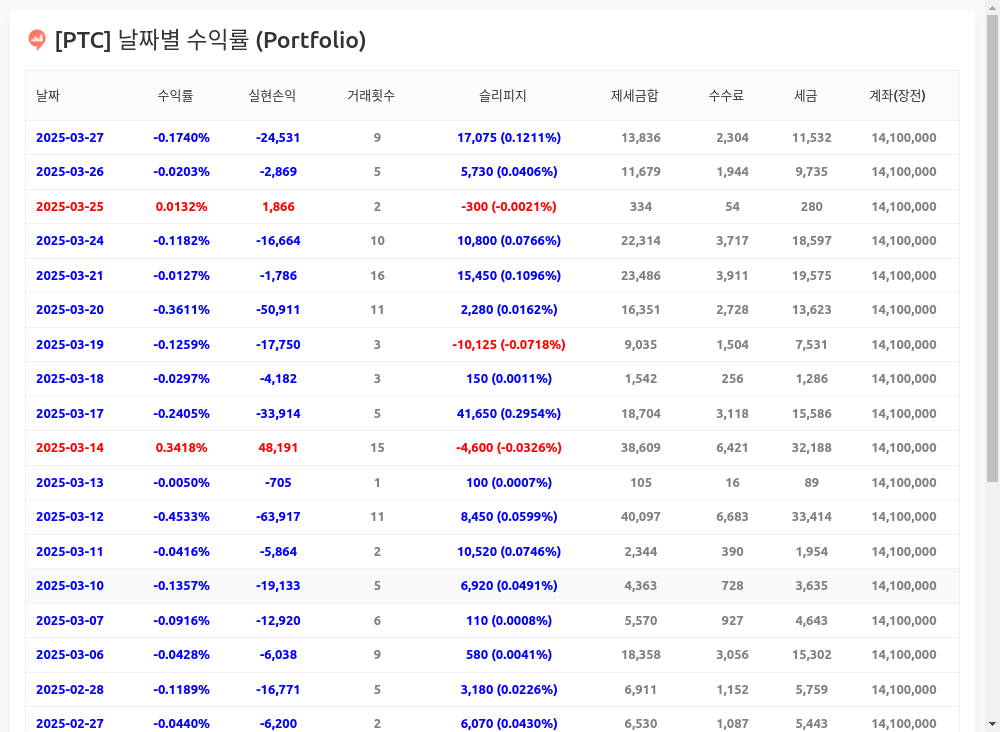 [PTC] 날짜별 수익률 (Portfolio)
날짜 수익률 실현손익 거래횟수 슬리피지 제세금합 수수료 세금 계좌(장전)
2025-03-27 -0.1740% -24,531 9 17,075 (0.1211%) 13,836 2,304 11,532 14,100,000
2025-03-26 -0.0203% -2,869 5 5,730 (0.0406%) 11,679 1,944 9,735 14,100,000
2025-03-25 0.0132% 1,866 2 -300 (-0.0021%) 334 54 280 14,100,000
2025-03-24 -0.1182% -16,664 10 10,800 (0.0766%) 22,314 3,717 18,597 14,100,000
2025-03-21 -0.0127% -1,786 16 15,450 (0.1096%) 23,486 3,911 19,575 14,100,000
2025-03-20 -0.3611% -50,911 11 2,280 (0.0162%) 16,351 2,728 13,623 14,100,000
2025-03-19 -0.1259% -17,750 3 -10,125 (-0.0718%) 9,035 1,504 7,531 14,100,000
2025-03-18 -0.0297% -4,182 3 150 (0.0011%) 1,542 256 1,286 14,100,000
2025-03-17 -0.2405% -33,914 5 41,650 (0.2954%) 18,704 3,118 15,586 14,100,000
2025-03-14 0.3418% 48,191 15 -4,600 (-0.0326%) 38,609 6,421 32,188 14,100,000
2025-03-13 -0.0050% -705 1 100 (0.0007%) 105 16 89 14,100,000
2025-03-12 -0.4533% -63,917 11 8,450 (0.0599%) 40,097 6,683 33,414 14,100,000
2025-03-11 -0.0416% -5,864 2 10,520 (0.0746%) 2,344 390 1,954 14,100,000
2025-03-10 -0.1357% -19,133 5 6,920 (0.0491%) 4,363 728 3,635 14,100,000
2025-03-07 -0.0916% -12,920 6 110 (0.0008%) 5,570 927 4,643 14,100,000
2025-03-06 -0.0428% -6,038 9 580 (0.0041%) 18,358 3,056 15,302 14,100,000
2025-02-28 -0.1189% -16,771 5 3,180 (0.0226%) 6,911 1,152 5,759 14,100,000
2025-02-27 -0.0440% -6,200 2 6,070 (0.0430%) 6,530 1,087 5,443 14,100,000